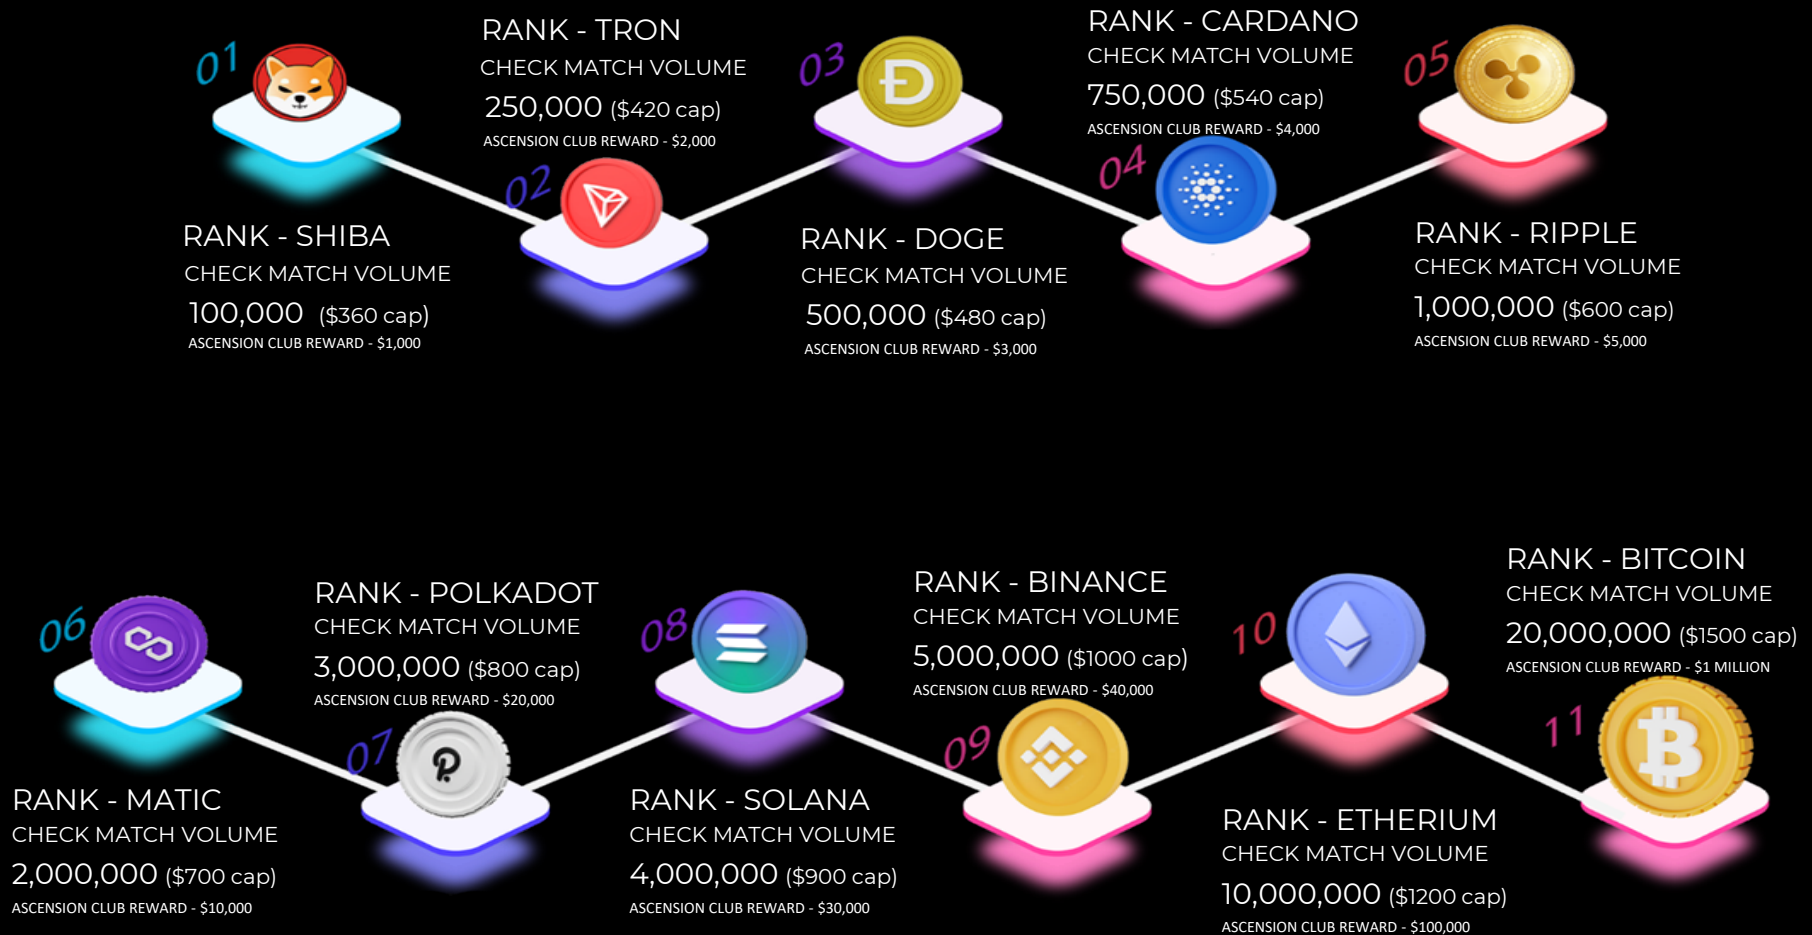 01
RANK - SHIBA
CHECK MATCH VOLUME
100,000 ($360 cap)
ASCENSION CLUB REWARD - $1,000
RANK - TRON
CHECK MATCH VOLUME
250,000 ($420 cap)
ASCENSION CLUB REWARD - $2,000
02
03
RANK - DOGE
CHECK MATCH VOLUME
500,000 ($480 cap)
ASCENSION CLUB REWARD - $3,000
RANK - CARDANO
CHECK MATCH VOLUME
750,000 ($540 cap)
ASCENSION CLUB REWARD - $4,000
04
05
RANK - RIPPLE
CHECK MATCH VOLUME
1,000,000 ($600 cap)
ASCENSION CLUB REWARD - $5,000
06
RANK - MATIC
CHECK MATCH VOLUME
2,000,000 ($700 cap)
ASCENSION CLUB REWARD - $10,000
RANK - POLKADOT
CHECK MATCH VOLUME
3,000,000 ($800 cap)
ASCENSION CLUB REWARD - $20,000
07
08
RANK - SOLANA
CHECK MATCH VOLUME
4,000,000 ($900 cap)
ASCENSION CLUB REWARD - $30,000
RANK - BINANCE
CHECK MATCH VOLUME
5,000,000 ($1000 cap)
ASCENSION CLUB REWARD - $40,000
09
10
RANK - ETHERIUM
CHECK MATCH VOLUME
10,000,000 ($1200 cap)
ASCENSION CLUB REWARD - $100,000
RANK - BITCOIN
CHECK MATCH VOLUME
20,000,000 ($1500 cap)
ASCENSION CLUB REWARD - $1 MILLION
11